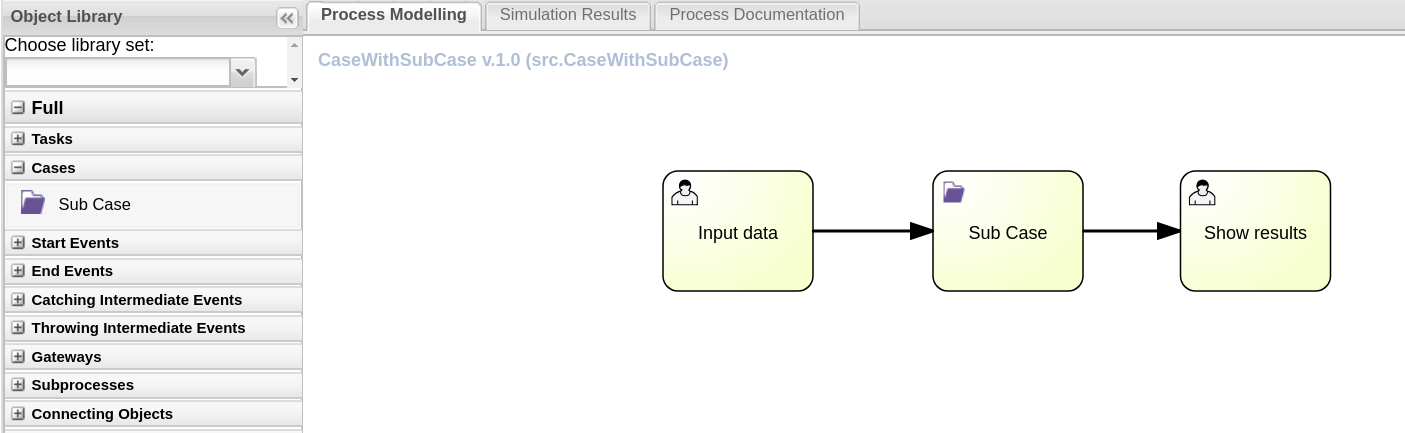 Object Library
Choose library set:
Full
Tasks
Cases
Sub Case
Start Events
End Events
Catching Intermediate Events
Throwing Intermediate Events
Gateways
Subprocesses
Connecting Objects
Process Modelling
Simulation Results
Process Documentation
CaseWithSubCase v.1.0 (src.CaseWithSubCase)
Input data
Sub Case
Show results